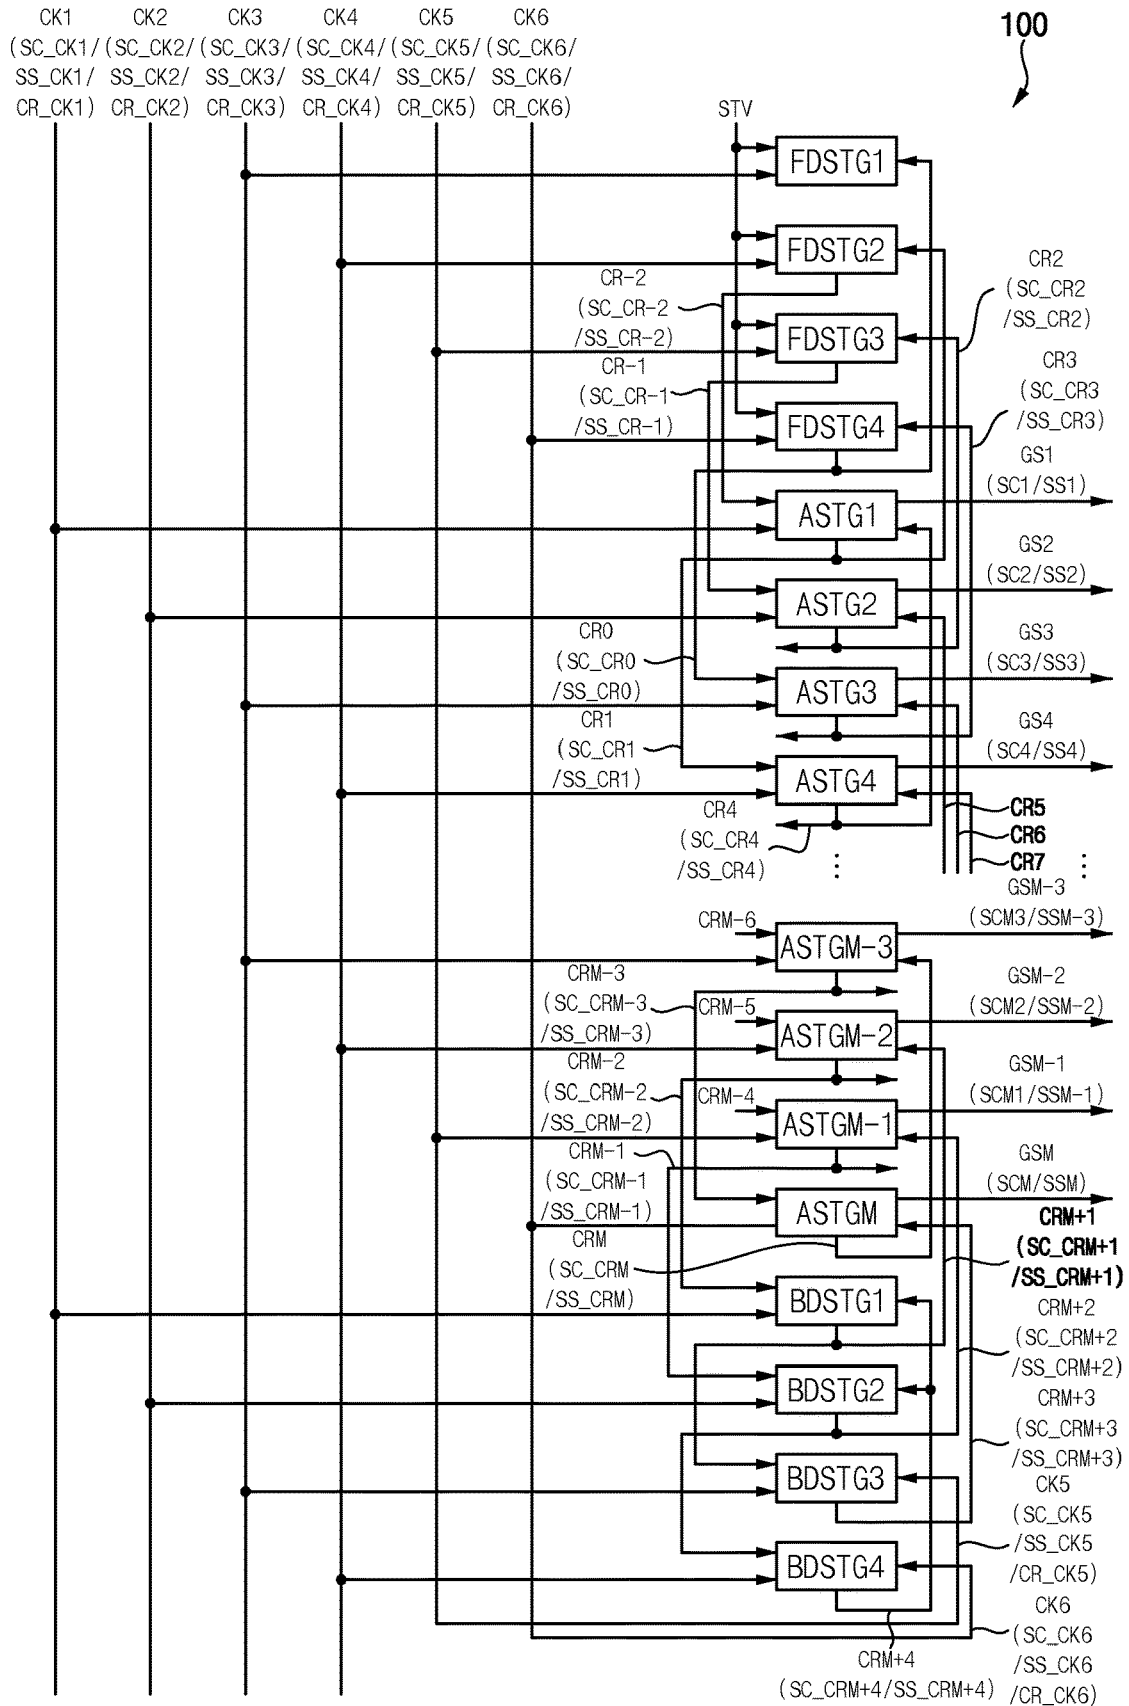 CK1
(SC_CK1/
SS_CK1/
CR_CK1)
CK2
(SC_CK2/
SS_CK2/
CR_CK2)
CK3
(SC_CK3/
SS_CK3/
CR_CK3)
CK4
(SC_CK4/
SS_CK4/
CR_CK4)
CK5
(SC_CK5/
SS_CK5/
CR_CK5)
CK6
(SC_CK6/
SS_CK6/
CR_CK6)
STV
100
FDSTG1
FDSTG2
CR-2
(SC_CR-2
/SS_CR-2)
CR2
(SC_CR2
/SS_CR2)
FDSTG3
CR-1
(SC_CR-1
/SS_CR-1)
CR3
(SC_CR3
/SS_CR3)
FDSTG4
GS1
(SC1/SS1)
ASTG1
GS2
(SC2/SS2)
ASTG2
CR0
(SC_CR0
/SS_CR0)
GS3
(SC3/SS3)
ASTG3
CR1
(SC_CR1
/SS_CR1)
GS4
(SC4/SS4)
ASTG4
CR4
(SC_CR4
/SS_CR4)
CR5
CR6
CR7
⋮
⋮
GSM-3
(SCM3/SSM-3)
CRM-6
ASTGM-3
CRM-3
(SC_CRM-3
/SS_CRM-3)
GSM-2
(SCM2/SSM-2)
CRM-5
ASTGM-2
CRM-2
(SC_CRM-2
/SS_CRM-2)
GSM-1
(SCM1/SSM-1)
CRM-4
ASTGM-1
CRM-1
(SC_CRM-1
/SS_CRM-1)
GSM
(SCM/SSM)
ASTGM
CRM
(SC_CRM
/SS_CRM)
CRM+1
(SC_CRM+1
/SS_CRM+1)
BDSTG1
CRM+2
(SC_CRM+2
/SS_CRM+2)
BDSTG2
CRM+3
(SC_CRM+3
/SS_CRM+3)
BDSTG3
CK5
(SC_CK5
/SS_CK5
/CR_CK5)
BDSTG4
CK6
(SC_CK6
/SS_CK6
/CR_CK6)
CRM+4
(SC_CRM+4/SS_CRM+4)